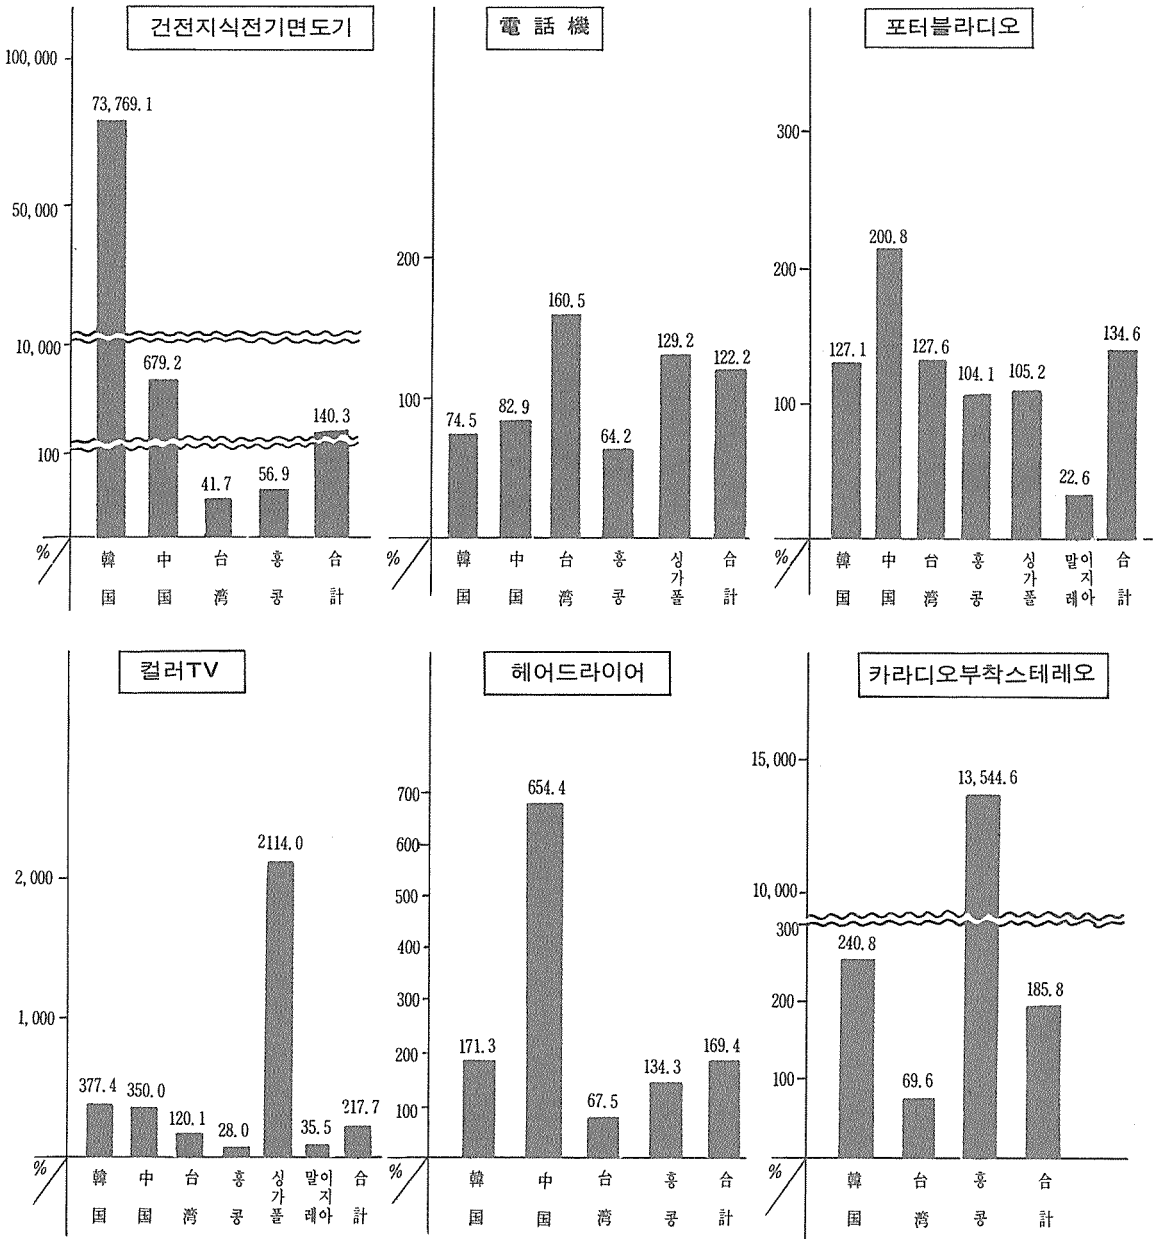 건전지식전기면도기
100,000
50,000
10,000
100
73,769.1
679.2
41.7
56.9
140.3
%
韓国
中国
台湾
홍콩
合計
電話機
200
100
74.5
82.9
160.5
64.2
129.2
122.2
%
韓国
中国
台湾
홍콩
싱가폴
合計
포터블라디오
300
200
100
127.1
200.8
127.6
104.1
105.2
22.6
134.6
%
韓国
中国
台湾
홍콩
싱가폴
말레이지아
合計
컬러TV
2,000
1,000
377.4
350.0
120.1
28.0
2114.0
35.5
217.7
%
韓国
中国
台湾
홍콩
싱가폴
말레이지아
合計
헤어드라이어
700
600
500
400
300
200
100
171.3
654.4
67.5
134.3
169.4
%
韓国
中国
台湾
홍콩
合計
카라디오부착스테레오
15,000
10,000
300
200
100
240.8
69.6
13,544.6
185.8
%
韓国
台湾
홍콩
合計